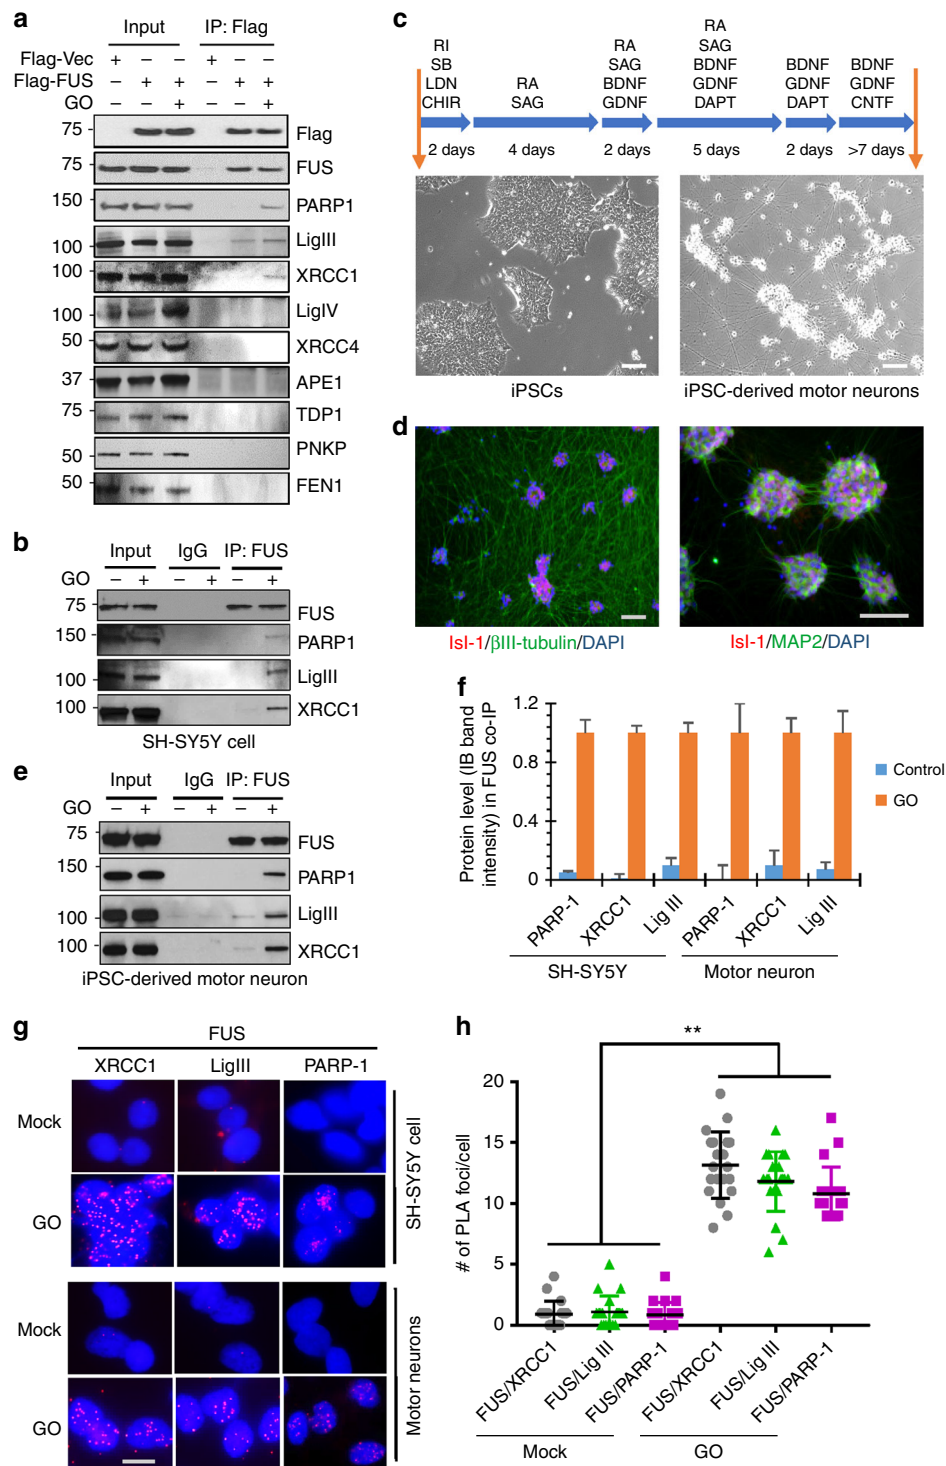 a
Input IP: Flag
Flag-Vec + – – + – –
Flag-FUS – + + – + +
GO – – + – – +
75 - Flag
75 - FUS
150 - PARP1
100 - LigIII
100 - XRCC1
100 - LigIV
50 - XRCC4
37 - APE1
75 - TDP1
50 - PNKP
50 - FEN1
b
Input IgG IP: FUS
GO – + – + – +
75 - FUS
150 - PARP1
100 - LigIII
100 - XRCC1
SH-SY5Y cell
e
Input IgG IP: FUS
GO – + – + – +
75 - FUS
150 - PARP1
100 - LigIII
100 - XRCC1
iPSC-derived motor neuron
c
RI
SB
LDN
CHIR
RA
SAG
RA
SAG
BDNF
GDNF
RA
SAG
BDNF
GDNF
DAPT
BDNF
GDNF
DAPT
BDNF
GDNF
CNTF
2 days 4 days 2 days 5 days 2 days >7 days
iPSCs iPSC-derived motor neurons
d
Isl-1/βIII-tubulin/DAPI Isl-1/MAP2/DAPI
f
Protein level (IB band
intensity) in FUS co-IP
1.2
0.8
0.4
0
Control
GO
PARP-1 XRCC1 Lig III PARP-1 XRCC1 Lig III
SH-SY5Y Motor neuron
g
FUS
XRCC1 LigIII PARP-1
Mock
GO
SH-SY5Y cell
Mock
GO
Motor neurons
h
**
# of PLA foci/cell
20
15
10
5
0
FUS/XRCC1 FUS/Lig III FUS/PARP-1 FUS/XRCC1 FUS/Lig III FUS/PARP-1
Mock GO